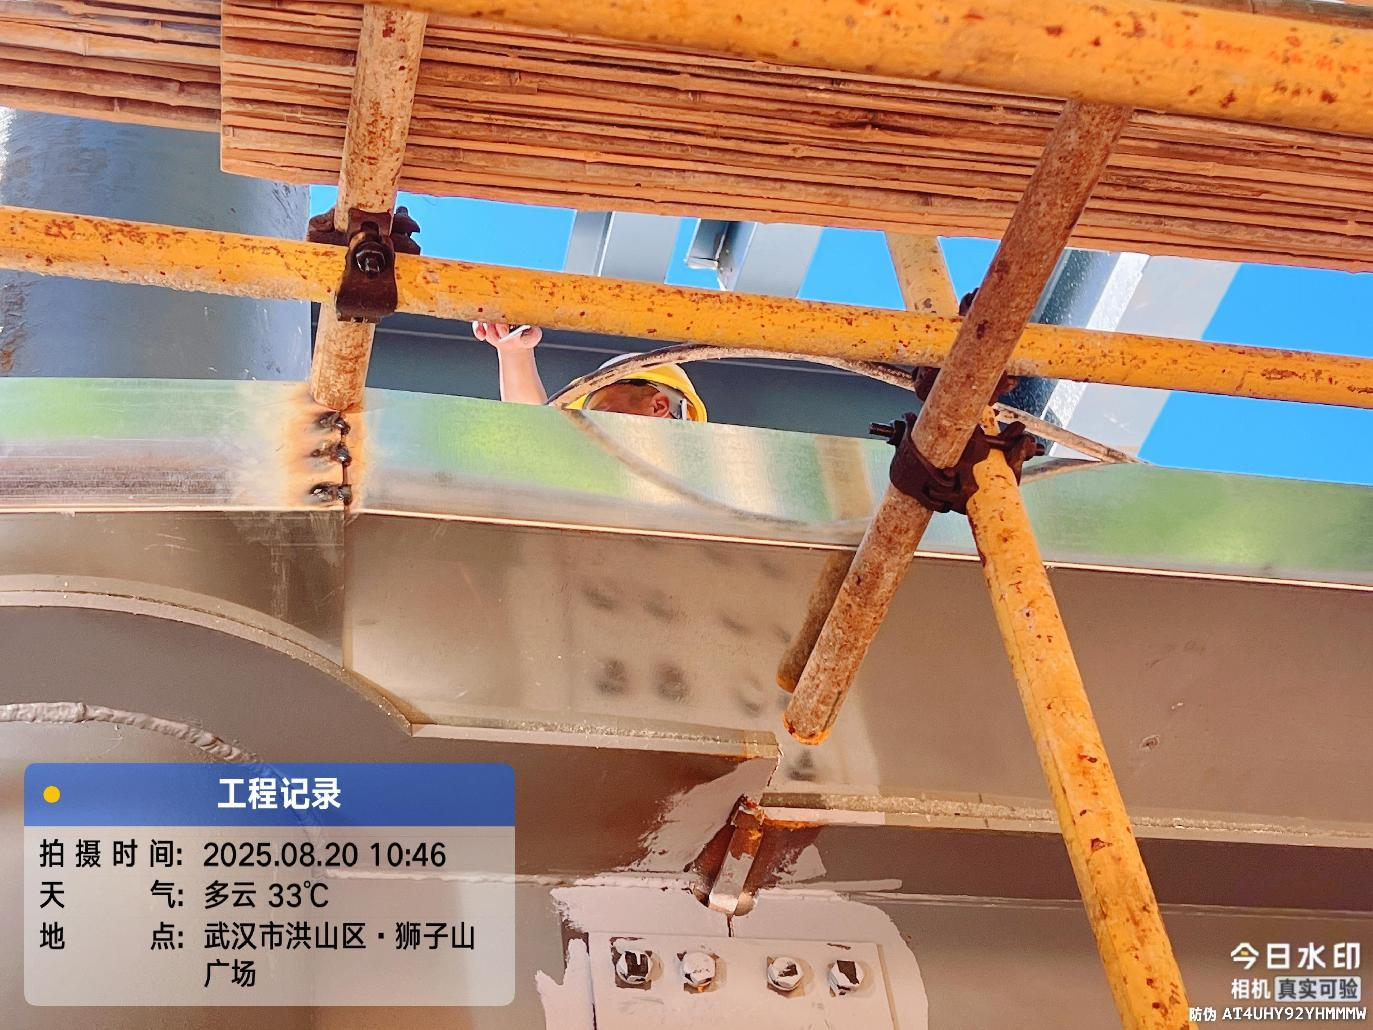 工程记录
拍摄时间: 2025.08.20 10:46
天气: 多云 33℃
地点: 武汉市洪山区·狮子山
广场
今日水印
相机 真实可验
防伪 AT4UHY92YHMMMW